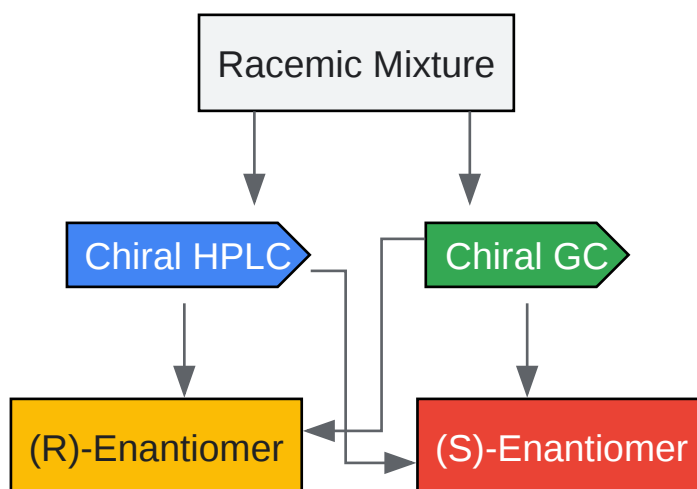 Racemic Mixture
Chiral HPLC
Chiral GC
(R)-Enantiomer
(S)-Enantiomer